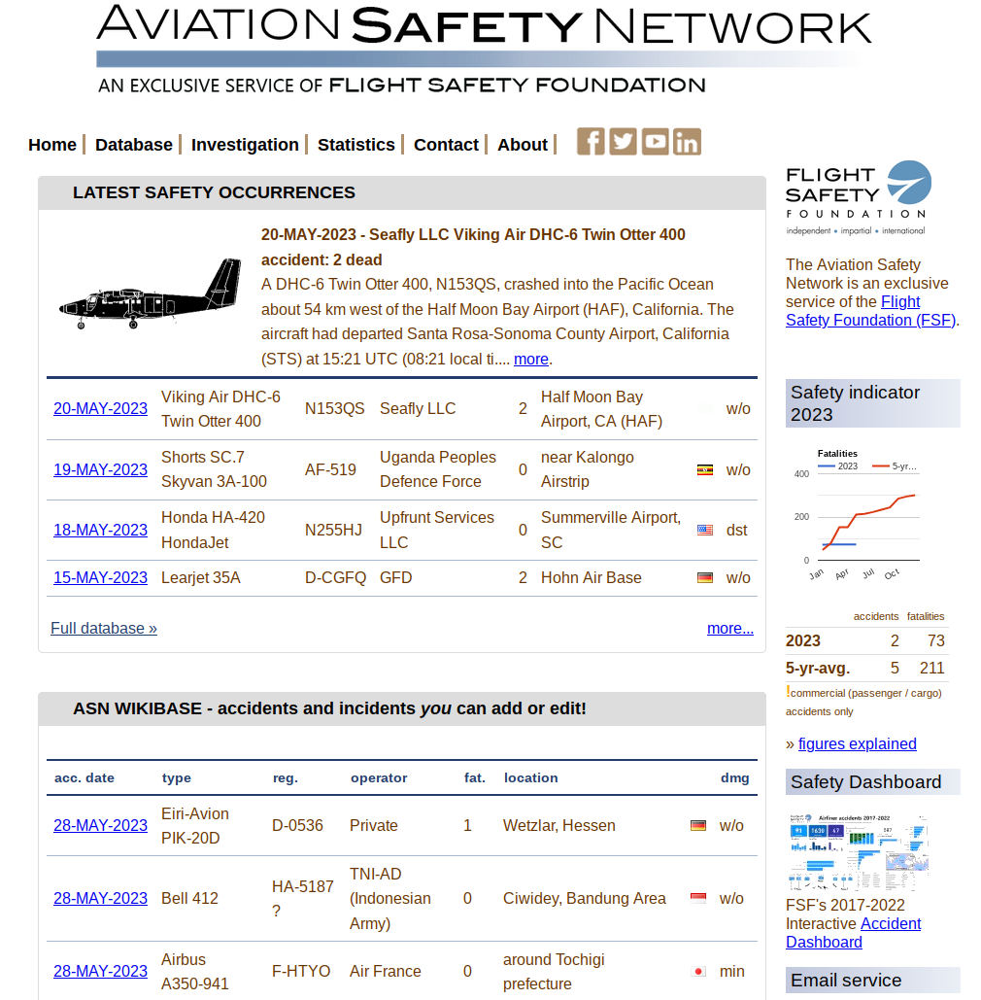 AVIATION SAFETY NETWORK
AN EXCLUSIVE SERVICE OF FLIGHT SAFETY FOUNDATION
Home
Database
Investigation
Statistics
Contact
About
LATEST SAFETY OCCURRENCES
20-MAY-2023 - Seafly LLC Viking Air DHC-6 Twin Otter 400
accident: 2 dead
A DHC-6 Twin Otter 400, N153QS, crashed into the Pacific Ocean
about 54 km west of the Half Moon Bay Airport (HAF), California. The
aircraft had departed Santa Rosa-Sonoma County Airport, California
(STS) at 15:21 UTC (08:21 local ti.... more.
20-MAY-2023 Viking Air DHC-6 Twin Otter 400 N153QS Seafly LLC 2 Half Moon Bay Airport, CA (HAF) w/o
19-MAY-2023 Shorts SC.7 Skyvan 3A-100 AF-519 Uganda Peoples Defence Force 0 near Kalongo Airstrip w/o
18-MAY-2023 Honda HA-420 HondaJet N255HJ Upfrunt Services LLC 0 Summerville Airport, SC dst
15-MAY-2023 Learjet 35A D-CGFQ GFD 2 Hohn Air Base w/o
Full database » more...
ASN WIKIBASE - accidents and incidents you can add or edit!
acc. date type reg. operator fat. location dmg
28-MAY-2023 Eiri-Avion PIK-20D D-0536 Private 1 Wetzlar, Hessen w/o
28-MAY-2023 Bell 412 HA-5187 ? TNI-AD (Indonesian Army) 0 Ciwidey, Bandung Area w/o
28-MAY-2023 Airbus A350-941 F-HTYO Air France 0 around Tochigi prefecture min
FLIGHT
SAFETY
FOUNDATION
independent • impartial • international
The Aviation Safety
Network is an exclusive
service of the Flight
Safety Foundation (FSF).
Safety indicator
2023
Fatalities
2023 5-yr…
400
200
0
Jan Apr Jul Oct
accidents fatalities
2023 2 73
5-yr-avg. 5 211
!commercial (passenger / cargo)
accidents only
» figures explained
Safety Dashboard
Airliner accidents 2017-2022
FSF's 2017-2022
Interactive Accident
Dashboard
Email service